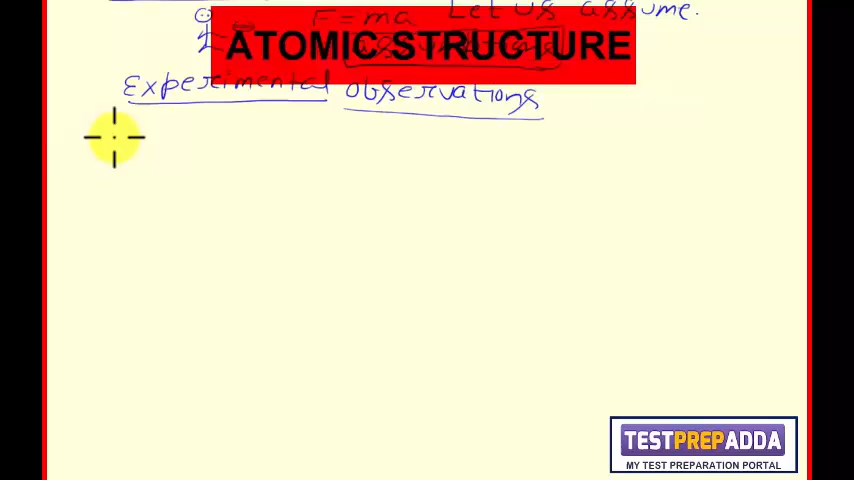 F = ma Let us assume.
ATOMIC STRUCTURE
Experimental observations
TESTPREPADDA
MY TEST PREPARATION PORTAL